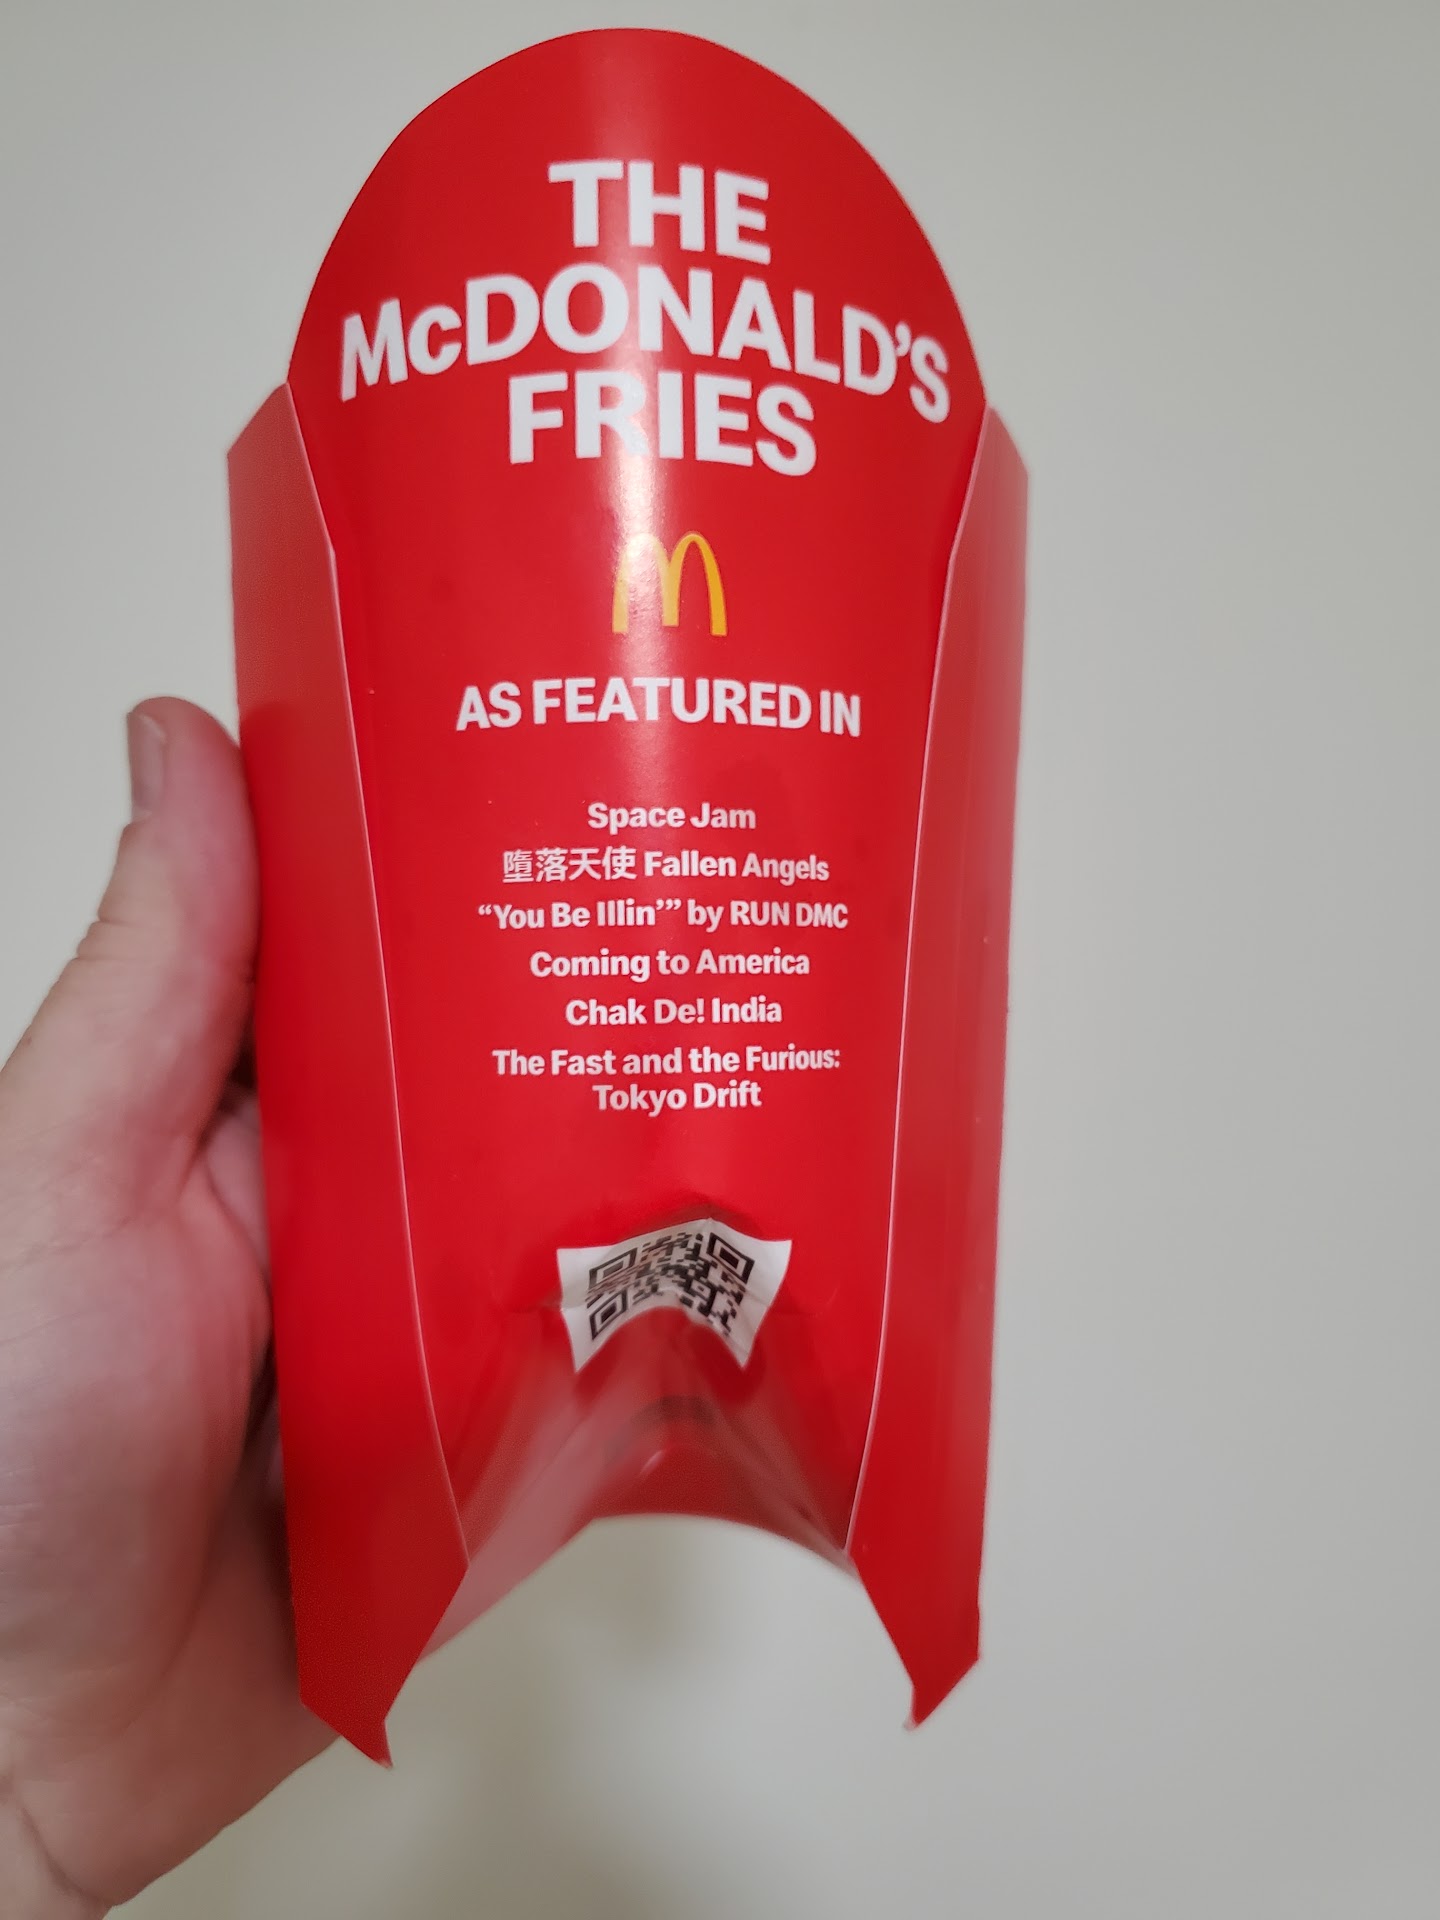 THE
McDONALD'S
FRIES
AS FEATURED IN
Space Jam
墮落天使 Fallen Angels
“You Be Illin’” by RUN DMC
Coming to America
Chak De! India
The Fast and the Furious:
Tokyo Drift